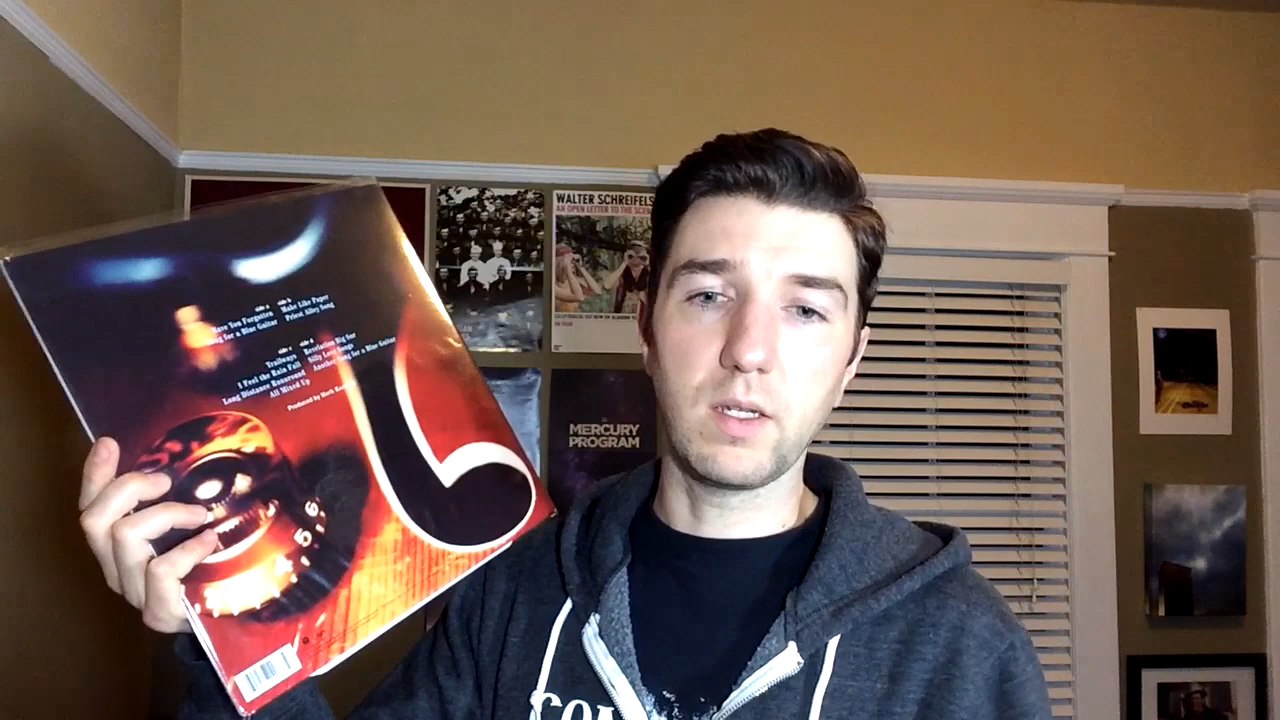 side a side b
Have You Forgotten Make Like Paper
Song for a Blue Guitar Priest Alley Song
side c side d
Trailways Revelation Big Sur
I Feel the Rain Fall Silly Love Songs
Long Distance Runaround Another Song for a Blue Guitar
All Mixed Up
Produced by Mark
5 6
WALTER SCHREIFELS
AN OPEN LETTER TO THE SCENE
MERCURY
PROGRAM